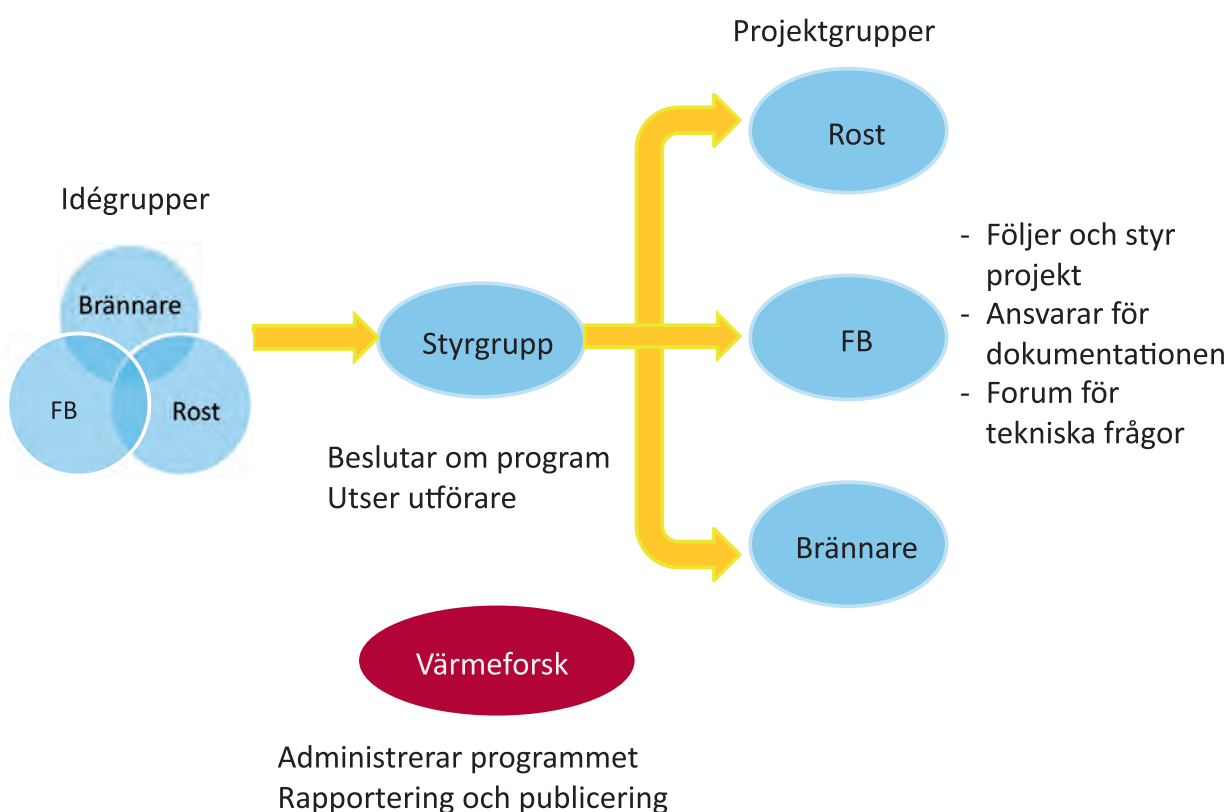 Projektgrupper
Rost
Idégrupper
Brännare
FB
Rost
Styrgrupp
Beslutar om program
Utser utförare
FB
- Följer och styr
projekt
- Ansvarar för
dokumentationen
- Forum för
tekniska frågor
Brännare
Värmeforsk
Administrerar programmet
Rapportering och publicering